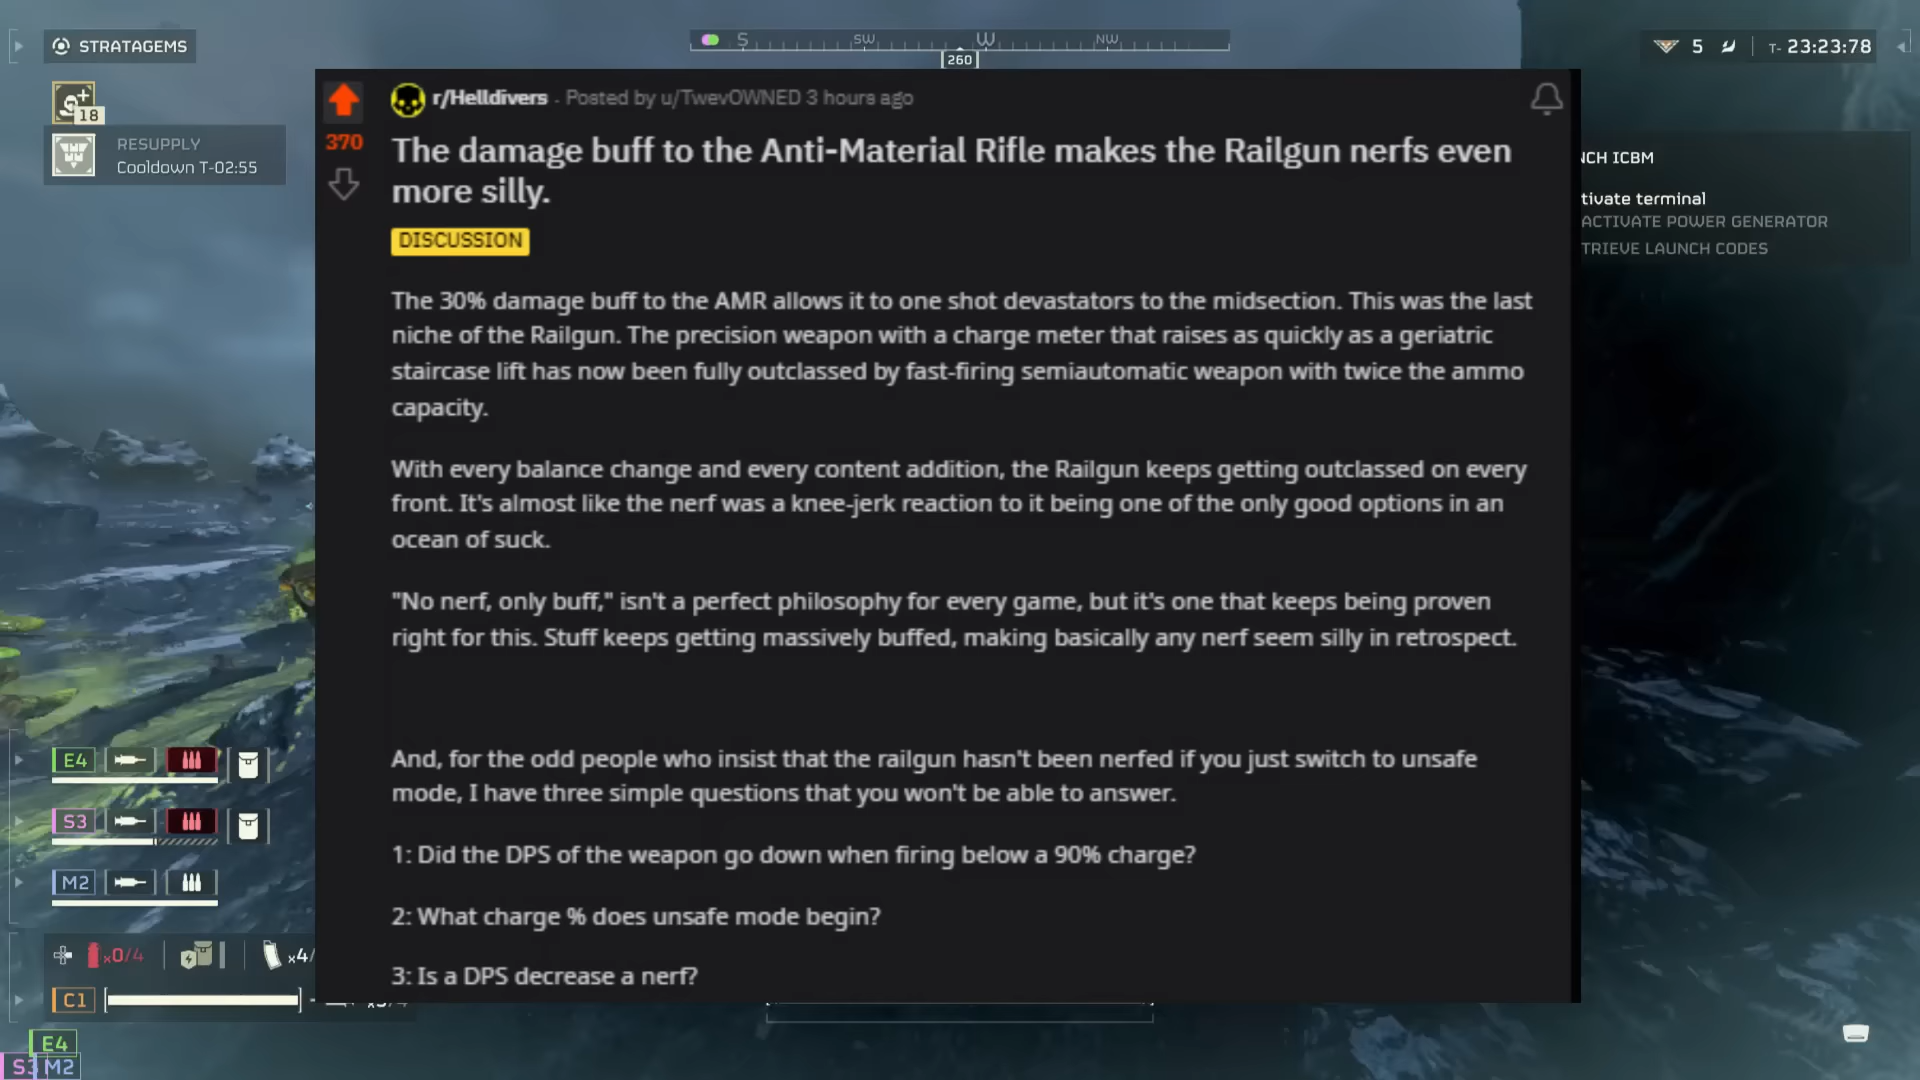 STRATAGEMS
S SW W NW
260
5 T- 23:23:78
18
RESUPPLY
Cooldown T-02:55
r/Helldivers · Posted by u/TwevOWNED 3 hours ago
370
The damage buff to the Anti-Material Rifle makes the Railgun nerfs even
more silly.
DISCUSSION
NCH ICBM
tivate terminal
ACTIVATE POWER GENERATOR
TRIEVE LAUNCH CODES
The 30% damage buff to the AMR allows it to one shot devastators to the midsection. This was the last
niche of the Railgun. The precision weapon with a charge meter that raises as quickly as a geriatric
staircase lift has now been fully outclassed by fast-firing semiautomatic weapon with twice the ammo
capacity.
With every balance change and every content addition, the Railgun keeps getting outclassed on every
front. It's almost like the nerf was a knee-jerk reaction to it being one of the only good options in an
ocean of suck.
"No nerf, only buff," isn't a perfect philosophy for every game, but it's one that keeps being proven
right for this. Stuff keeps getting massively buffed, making basically any nerf seem silly in retrospect.
And, for the odd people who insist that the railgun hasn't been nerfed if you just switch to unsafe
mode, I have three simple questions that you won't be able to answer.
1: Did the DPS of the weapon go down when firing below a 90% charge?
2: What charge % does unsafe mode begin?
3: Is a DPS decrease a nerf?
E4
S3
M2
x0/4 x4/
C1
E4
S3 M2